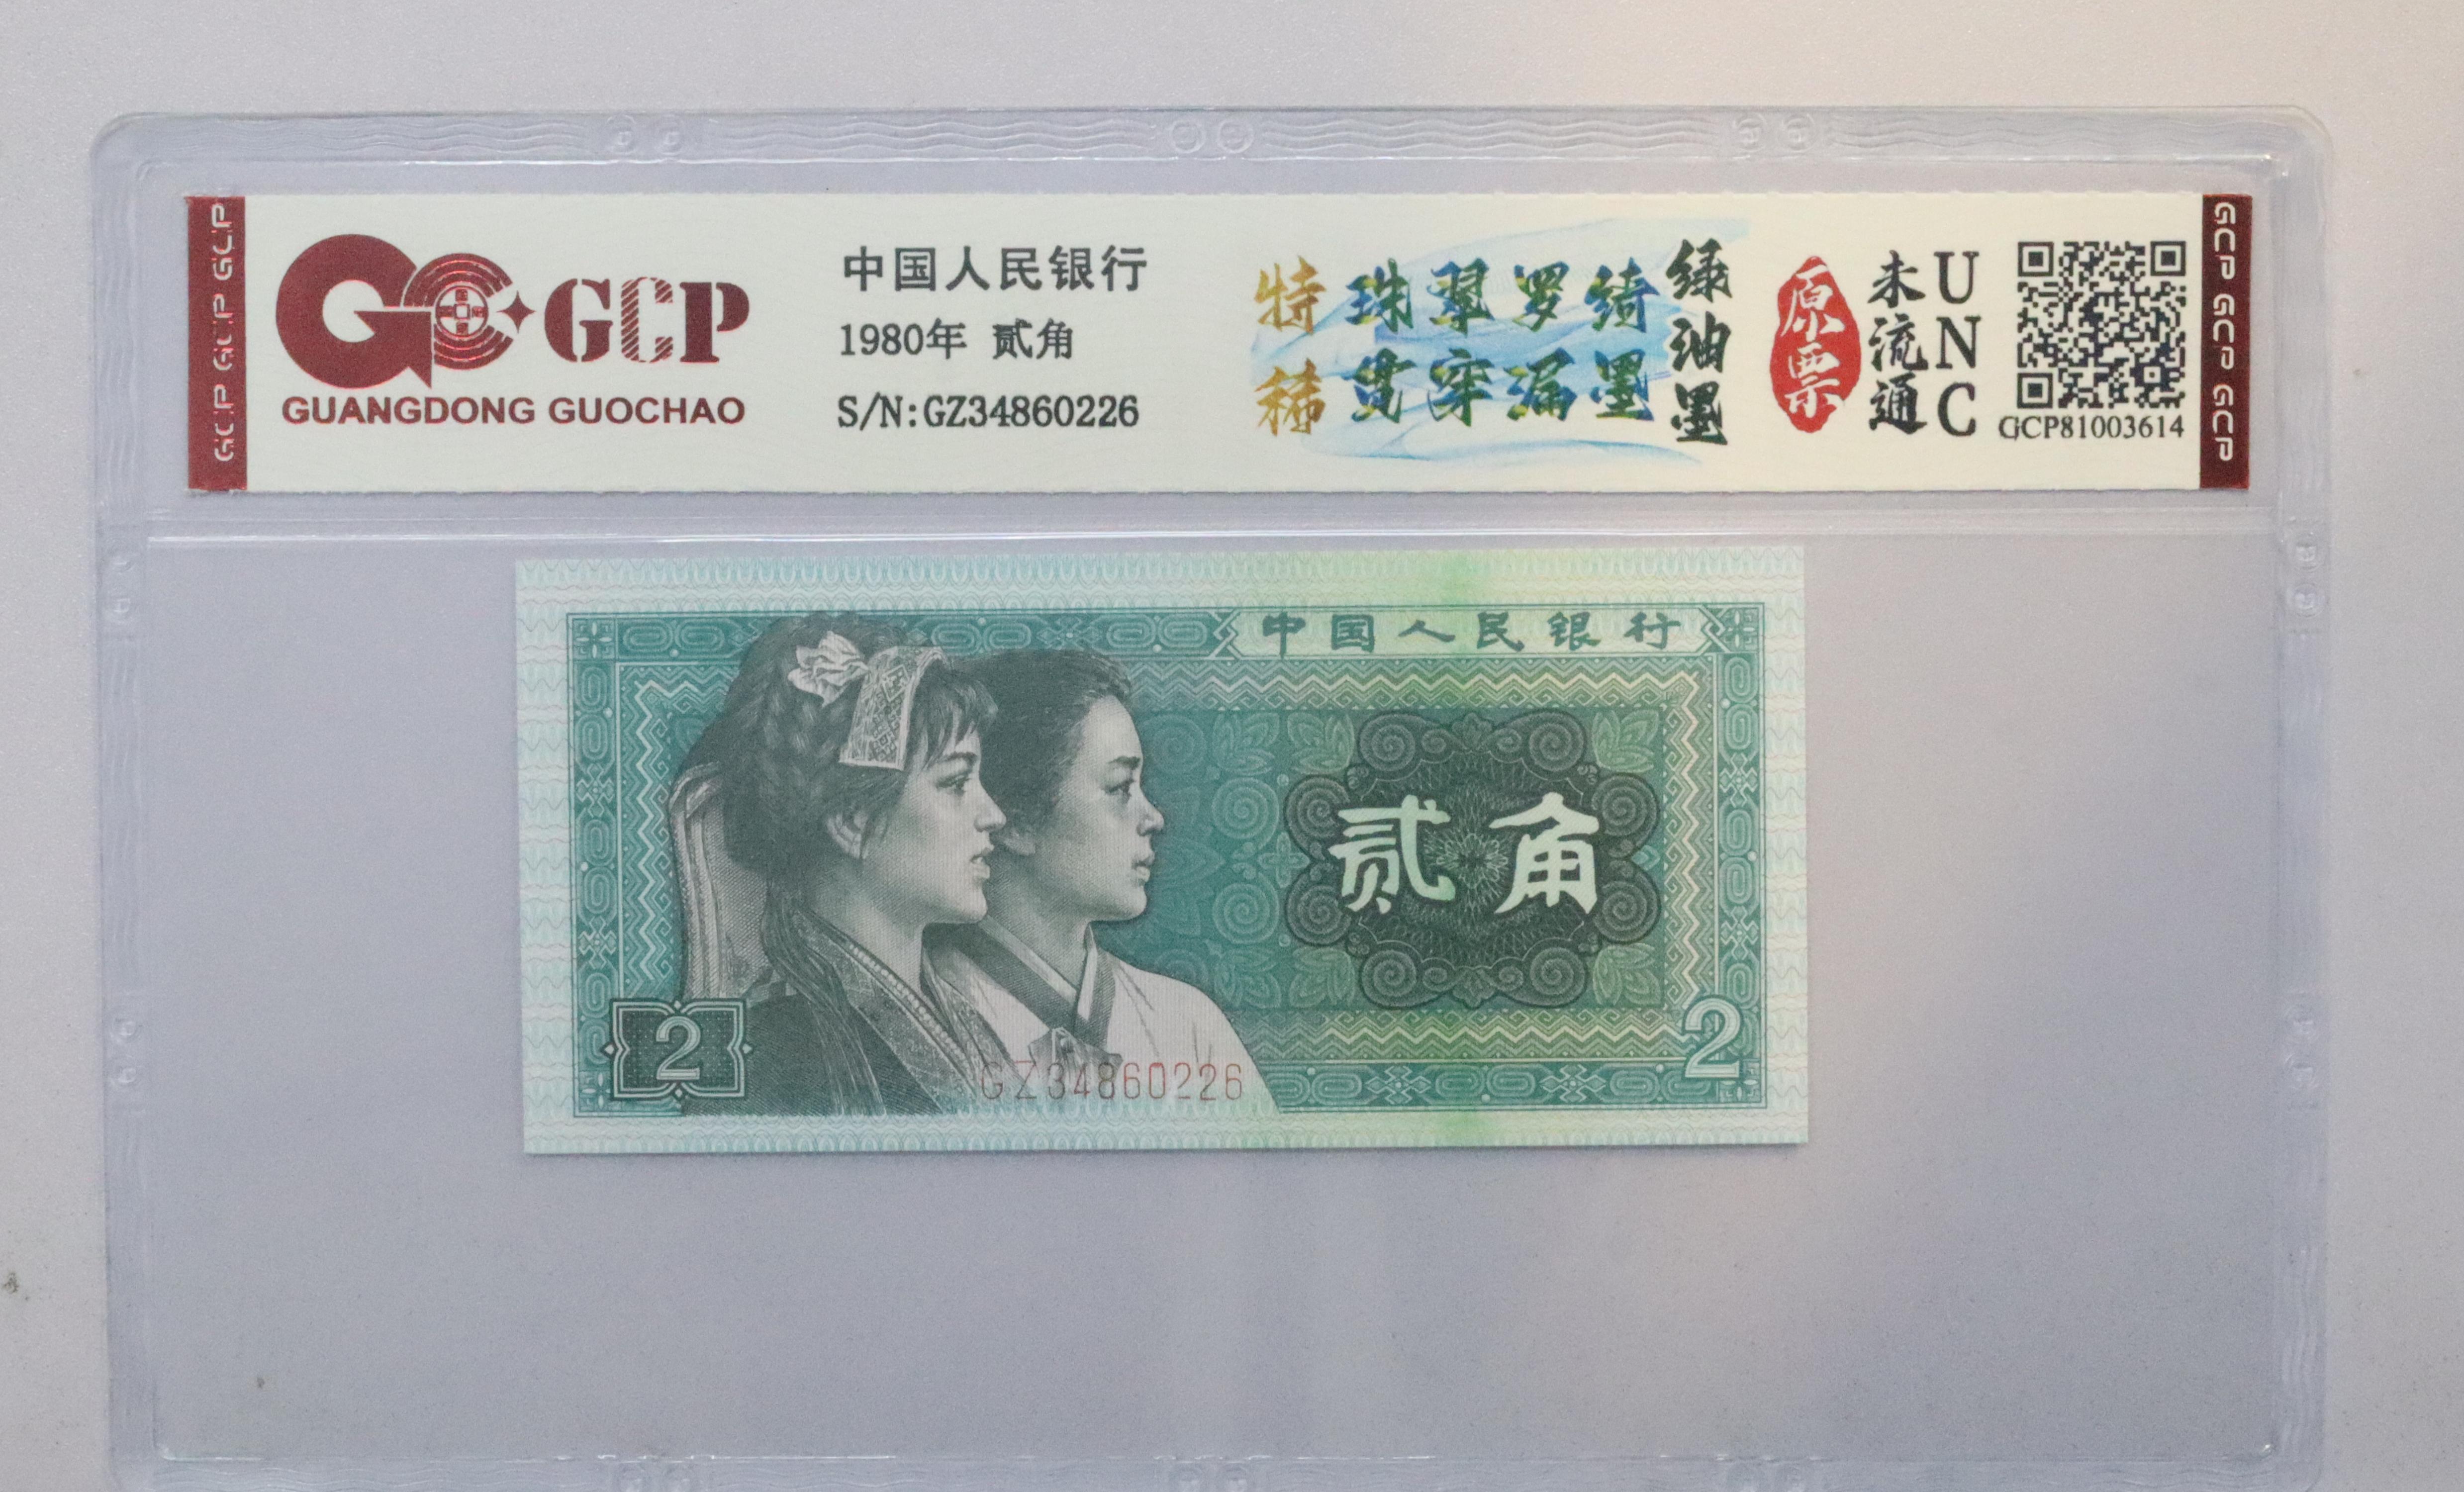 GCP GCP GCP
GCP
GUANGDONG GUOCHAO
中国人民银行
1980年 贰角
S/N:GZ34860226
特稀
珠翠罗绮
贯穿漏墨
绿油墨
原票
未流通
UNC
GCP81003614
GCP GCP GCP
中国人民银行
贰角
2
2
GZ34860226